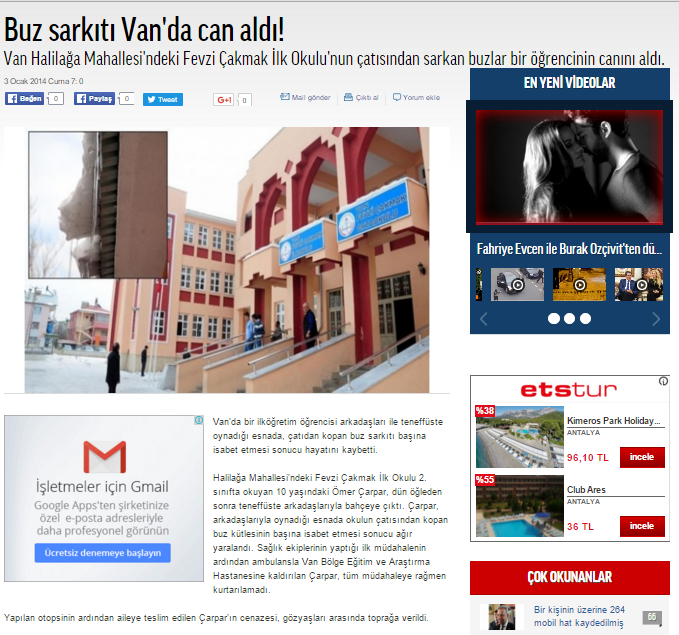 Buz sarkıtı Van'da can aldı!
Van Halilağa Mahallesi'ndeki Fevzi Çakmak İlk Okulu'nun çatısından sarkan buzlar bir öğrencinin canını aldı.
3 Ocak 2014 Cuma 7: 0
Beğen 0
Paylaş 0
Tweet
G+1 0
Mail gönder
Çıktı al
Yorum ekle
EN YENİ VİDEOLAR
Fahriye Evcen ile Burak Özçivit'ten dü...
FEVZİ ÇAKMAK
etstur
%38
Kimeros Park Holiday...
ANTALYA
96,10 TL
incele
%55
Club Ares
ANTALYA
36 TL
incele
İşletmeler için Gmail
Google Apps'ten şirketinize
özel e-posta adresleriyle
daha profesyonel görünün
Ücretsiz denemeye başlayın
Van'da bir ilköğretim öğrencisi arkadaşları ile teneffüste
oynadığı esnada, çatıdan kopan buz sarkıtı başına
isabet etmesi sonucu hayatını kaybetti.
Halilağa Mahallesi'ndeki Fevzi Çakmak İlk Okulu 2.
sınıfta okuyan 10 yaşındaki Ömer Çarpar, dün öğleden
sonra teneffüste arkadaşlarıyla bahçeye çıktı. Çarpar,
arkadaşlarıyla oynadığı esnada okulun çatısından kopan
buz kütlesinin başına isabet etmesi sonucu ağır
yaralandı. Sağlık ekiplerinin yaptığı ilk müdahalenin
ardından ambulansla Van Bölge Eğitim ve Araştırma
Hastanesine kaldırılan Çarpar, tüm müdahaleye rağmen
kurtarılamadı.
Yapılan otopsinin ardından aileye teslim edilen Çarpar'ın cenazesi, gözyaşları arasında toprağa verildi.
ÇOK OKUNANLAR
Bir kişinin üzerine 264
mobil hat kaydedilmiş
66